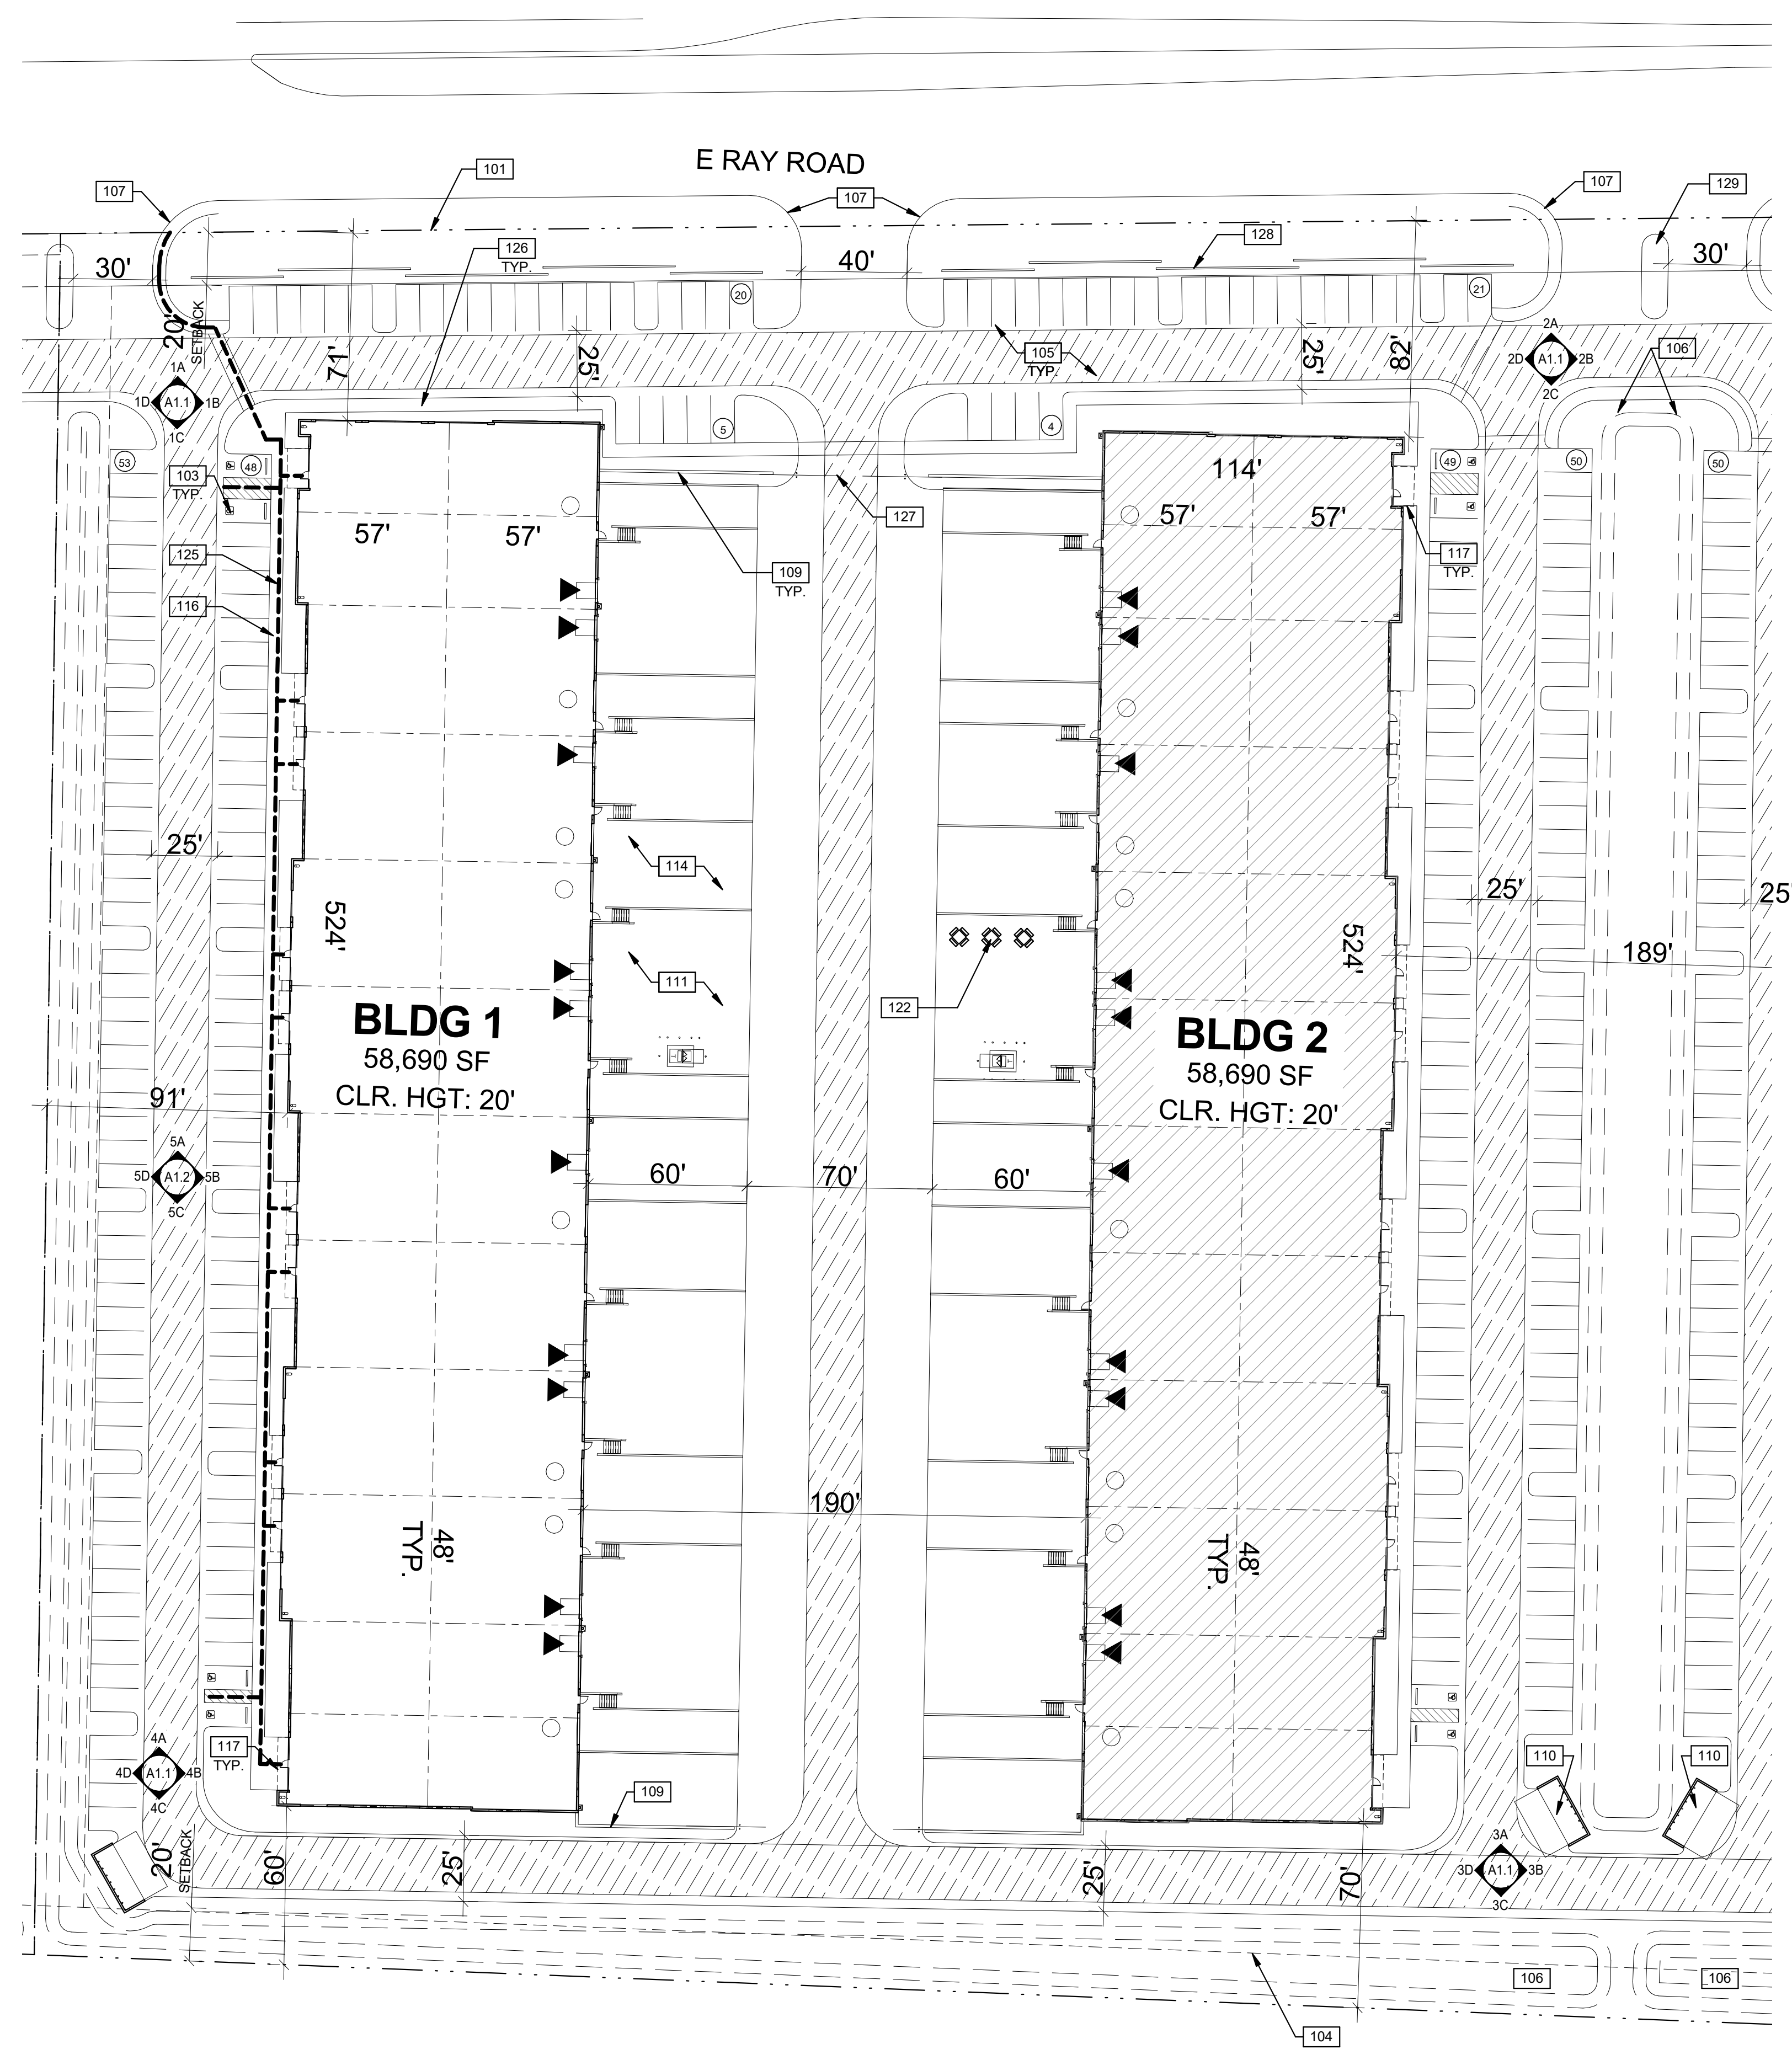 E RAY ROAD
101
107
107
107
129
126
TYP.
128
30'
40'
30'
20'
SETBACK
71'
20
25'
105
TYP.
21
25'
82'
106
1A
1D
A1.1
1B
1C
2A
2D
A1.1
2B
2C
53
48
5
4
49
50
50
103
TYP.
109
TYP.
127
117
TYP.
114'
57'
57'
57'
57'
125
116
25'
114
524'
111
122
524'
25'
25
189'
BLDG 1
58,690 SF
CLR. HGT: 20'
BLDG 2
58,690 SF
CLR. HGT: 20'
91'
5A
5D
A1.2
5B
5C
60'
70'
60'
190'
48'
TYP.
48'
TYP.
117
TYP.
4A
4D
A1.1
4B
4C
109
110
110
20'
SETBACK
60'
25'
25'
70'
3A
3D
A1.1
3B
3C
106
106
104